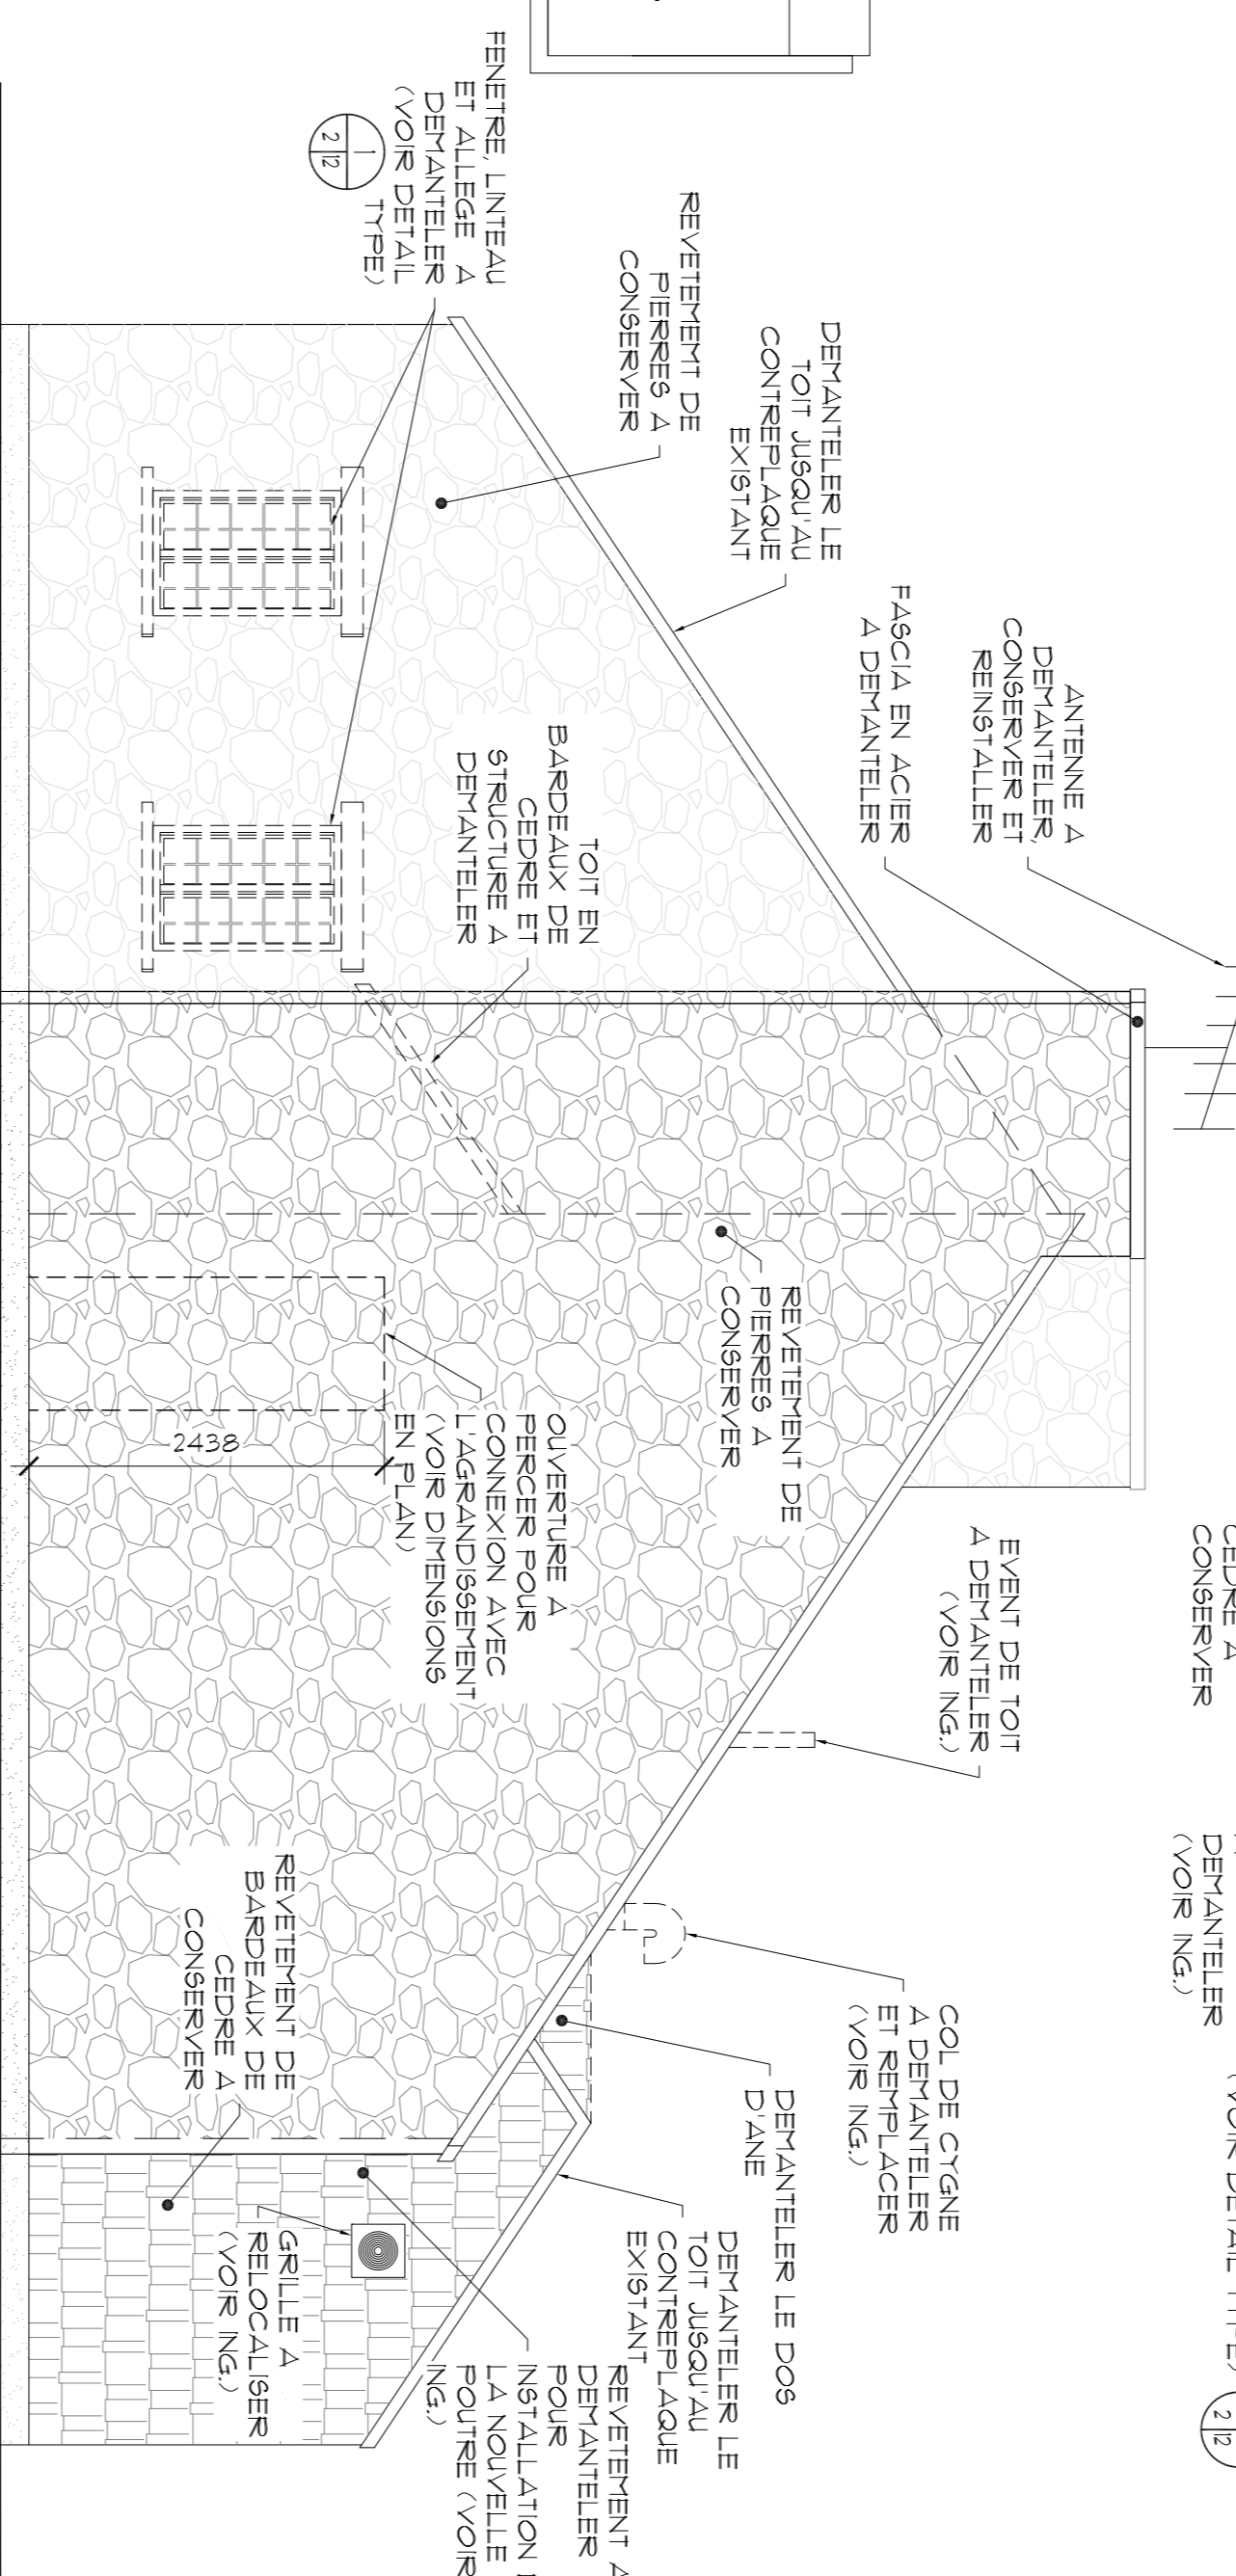 FENETRE, LINTEAU
ET ALLEGE A
DEMANTELER
(VOIR DETAIL
TYPE)
1
2 12
REVETEMEMT DE
PIERRES A
CONSERVER
DEMANTELER LE
TOIT JUSQU'AU
CONTREPLAQUE
EXISTANT
FASCIA EN ACIER
A DEMANTELER
ANTENNE A
DEMANTELER,
CONSERVER ET
REINSTALLER
TOIT EN
BARDEAUX DE
CEDRE ET
STRUCTURE A
DEMANTELER
REVETEMENT DE
PIERRES A
CONSERVER
OUVERTURE A
PERCER POUR
CONNEXION AVEC
L'AGRANDISSEMENT
(VOIR DIMENSIONS
EN PLAN)
2438
CEDRE A
CONSERVER
EVENT DE TOIT
A DEMANTELER
(VOIR ING.)
DEMANTELER
(VOIR ING.)
COL DE CYGNE
A DEMANTELER
ET REMPLACER
(VOIR ING.)
DEMANTELER LE DOS
D'ANE
DEMANTELER LE
TOIT JUSQU'AU
CONTREPLAQUE
EXISTANT
REVETEMENT DE
BARDEAUX DE
CEDRE A
CONSERVER
GRILLE A
RELOCALISER
(VOIR ING.)
REVETEMENT A
DEMANTELER
POUR
INSTALLATION
LA NOUVELLE
POUTRE (VOIR
ING.)
(VOIR DETAIL TYPE)
2 12